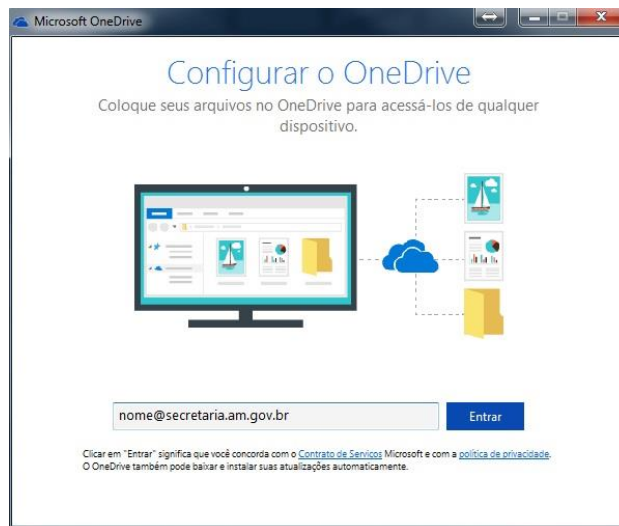 Microsoft OneDrive
Configurar o OneDrive
Coloque seus arquivos no OneDrive para acessá-los de qualquer
dispositivo.
nome@secretaria.am.gov.br
Entrar
Clicar em "Entrar" significa que você concorda com o Contrato de Serviços Microsoft e com a política de privacidade.
O OneDrive também pode baixar e instalar suas atualizações automaticamente.